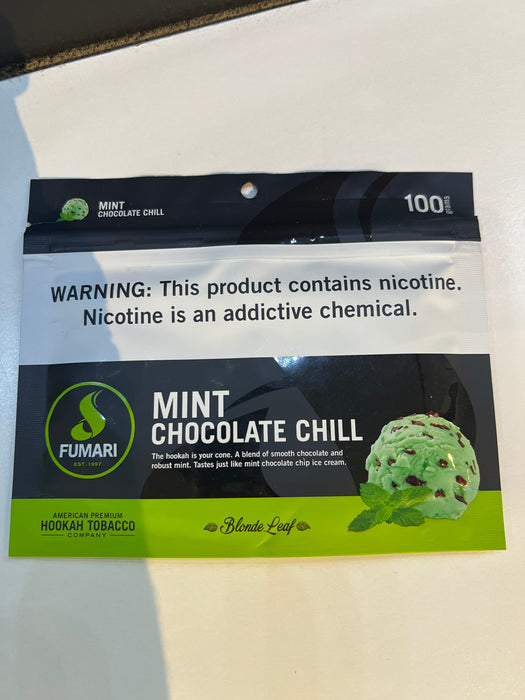 MINT
CHOCOLATE CHILL
100 grams
WARNING: This product contains nicotine.
Nicotine is an addictive chemical.
FUMARI
EST. 1997
MINT
CHOCOLATE CHILL
The hookah is your cone. A blend of smooth chocolate and
robust mint. Tastes just like mint chocolate chip ice cream.
AMERICAN PREMIUM
HOOKAH TOBACCO
COMPANY
Blonde Leaf